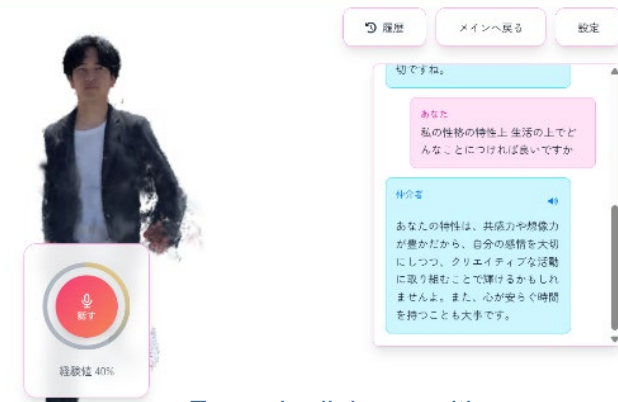 履歴
メインへ戻る
設定
切ですね。
あなた
私の性格の特性上 生活の上でど
んなことにつければ良いですか
仲介者
あなたの特性は、共感力や想像力
が豊かだから、自分の感情を大切
にしつつ、クリエイティブな活動
に取り組むことで輝けるかもしれ
ませんよ。また、心が安らぐ時間
を持つことも大事です。
話す
経験値 40%